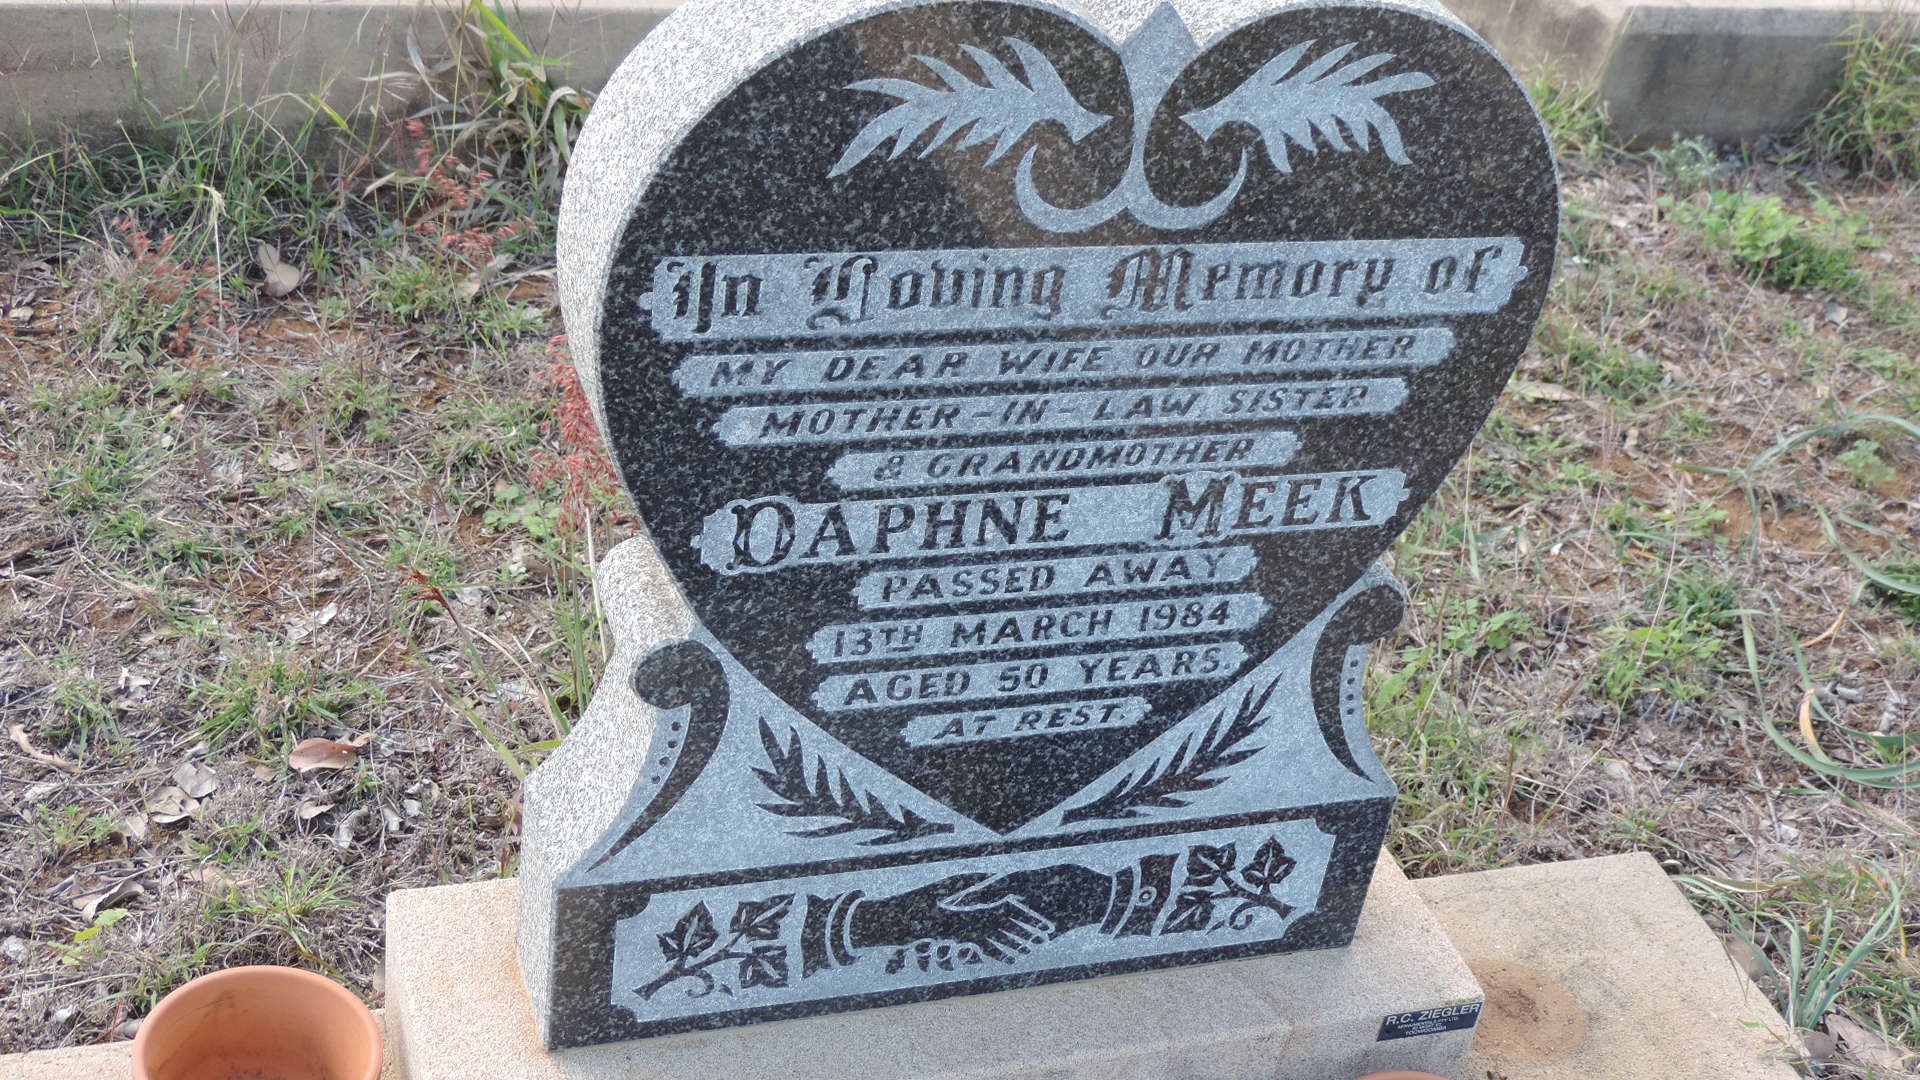 In Loving Memory of
MY DEAR WIFE, OUR MOTHER
MOTHER-IN-LAW, SISTER
& GRANDMOTHER
DAPHNE MEEK
PASSED AWAY
13TH MARCH 1984
AGED 50 YEARS.
AT REST.
R.C. ZIEGLER
TOOWOOMBA